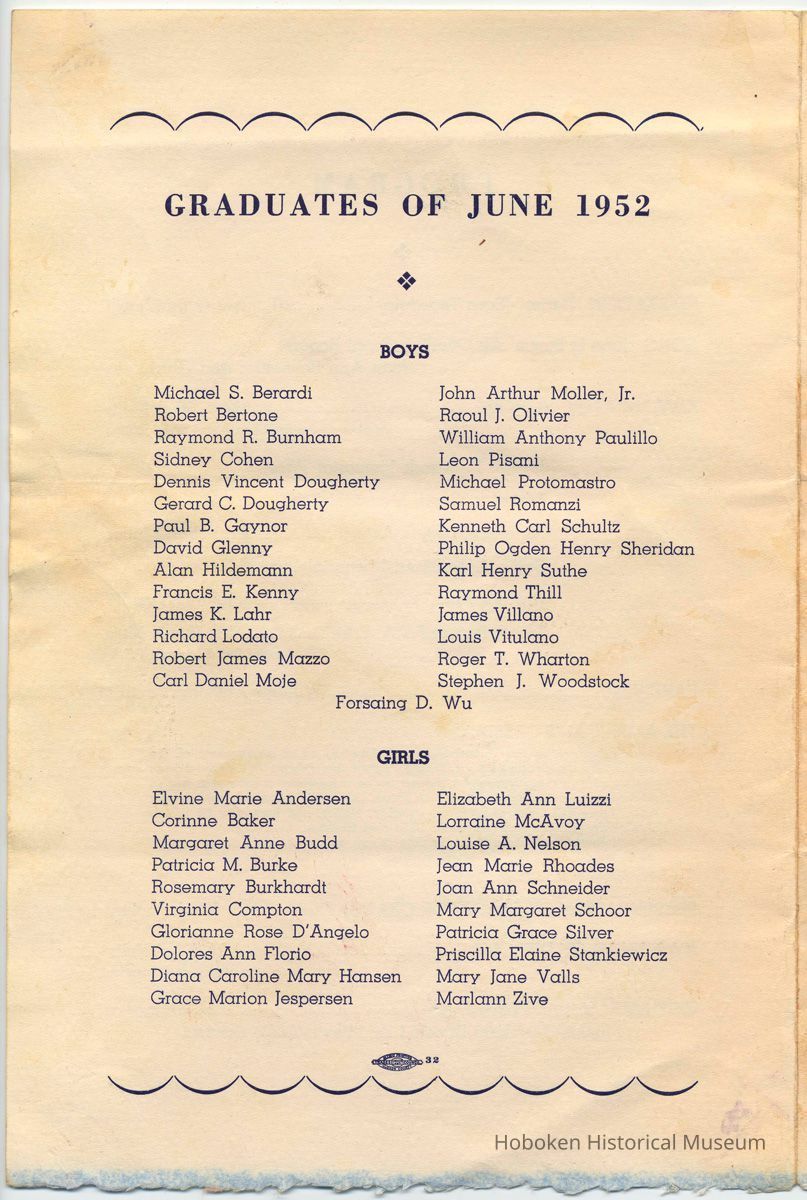 GRADUATES OF JUNE 1952
BOYS
Michael S. Berardi
Robert Bertone
Raymond R. Burnham
Sidney Cohen
Dennis Vincent Dougherty
Gerard C. Dougherty
Paul B. Gaynor
David Glenny
Alan Hildemann
Francis E. Kenny
James K. Lahr
Richard Lodato
Robert James Mazzo
Carl Daniel Moje
John Arthur Moller, Jr.
Raoul J. Olivier
William Anthony Paulillo
Leon Pisani
Michael Protomastro
Samuel Romanzi
Kenneth Carl Schultz
Philip Ogden Henry Sheridan
Karl Henry Suthe
Raymond Thill
James Villano
Louis Vitulano
Roger T. Wharton
Stephen J. Woodstock
Forsaing D. Wu
GIRLS
Elvine Marie Andersen
Corinne Baker
Margaret Anne Budd
Patricia M. Burke
Rosemary Burkhardt
Virginia Compton
Glorianne Rose D'Angelo
Dolores Ann Florio
Diana Caroline Mary Hansen
Grace Marion Jespersen
Elizabeth Ann Luizzi
Lorraine McAvoy
Louise A. Nelson
Jean Marie Rhoades
Joan Ann Schneider
Mary Margaret Schoor
Patricia Grace Silver
Priscilla Elaine Stankiewicz
Mary Jane Valls
Marlann Zive
32
Hoboken Historical Museum